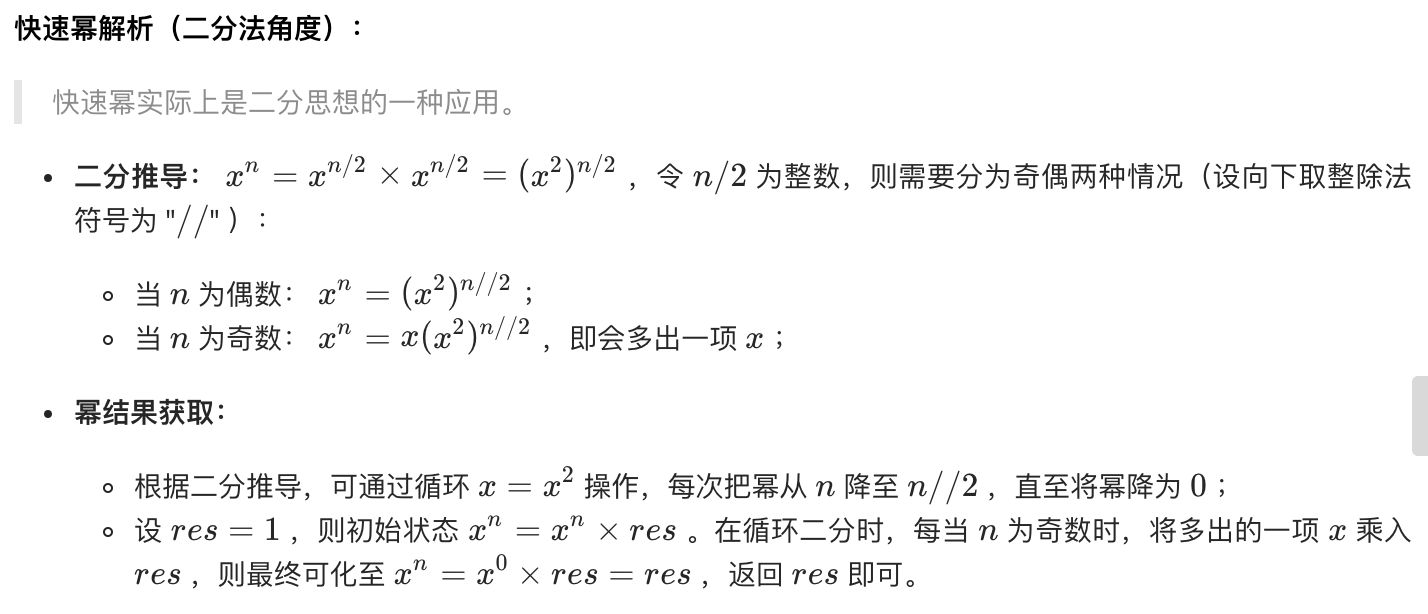 快速幂解析（二分法角度）：
快速幂实际上是二分思想的一种应用。
• 二分推导： $x^n = x^{n/2} \times x^{n/2} = (x^2)^{n/2}$ ，令 $n/2$ 为整数，则需要分为奇偶两种情况（设向下取整除法
符号为 "$//$" ）：
◦ 当 $n$ 为偶数： $x^n = (x^2)^{n//2}$ ；
◦ 当 $n$ 为奇数： $x^n = x(x^2)^{n//2}$ ，即会多出一项 $x$ ；
• 幂结果获取：
◦ 根据二分推导，可通过循环 $x = x^2$ 操作，每次把幂从 $n$ 降至 $n//2$ ，直至将幂降为 $0$ ；
◦ 设 $res = 1$ ，则初始状态 $x^n = x^n \times res$ 。在循环二分时，每当 $n$ 为奇数时，将多出的一项 $x$ 乘入
$res$ ，则最终可化至 $x^n = x^0 \times res = res$ ，返回 $res$ 即可。